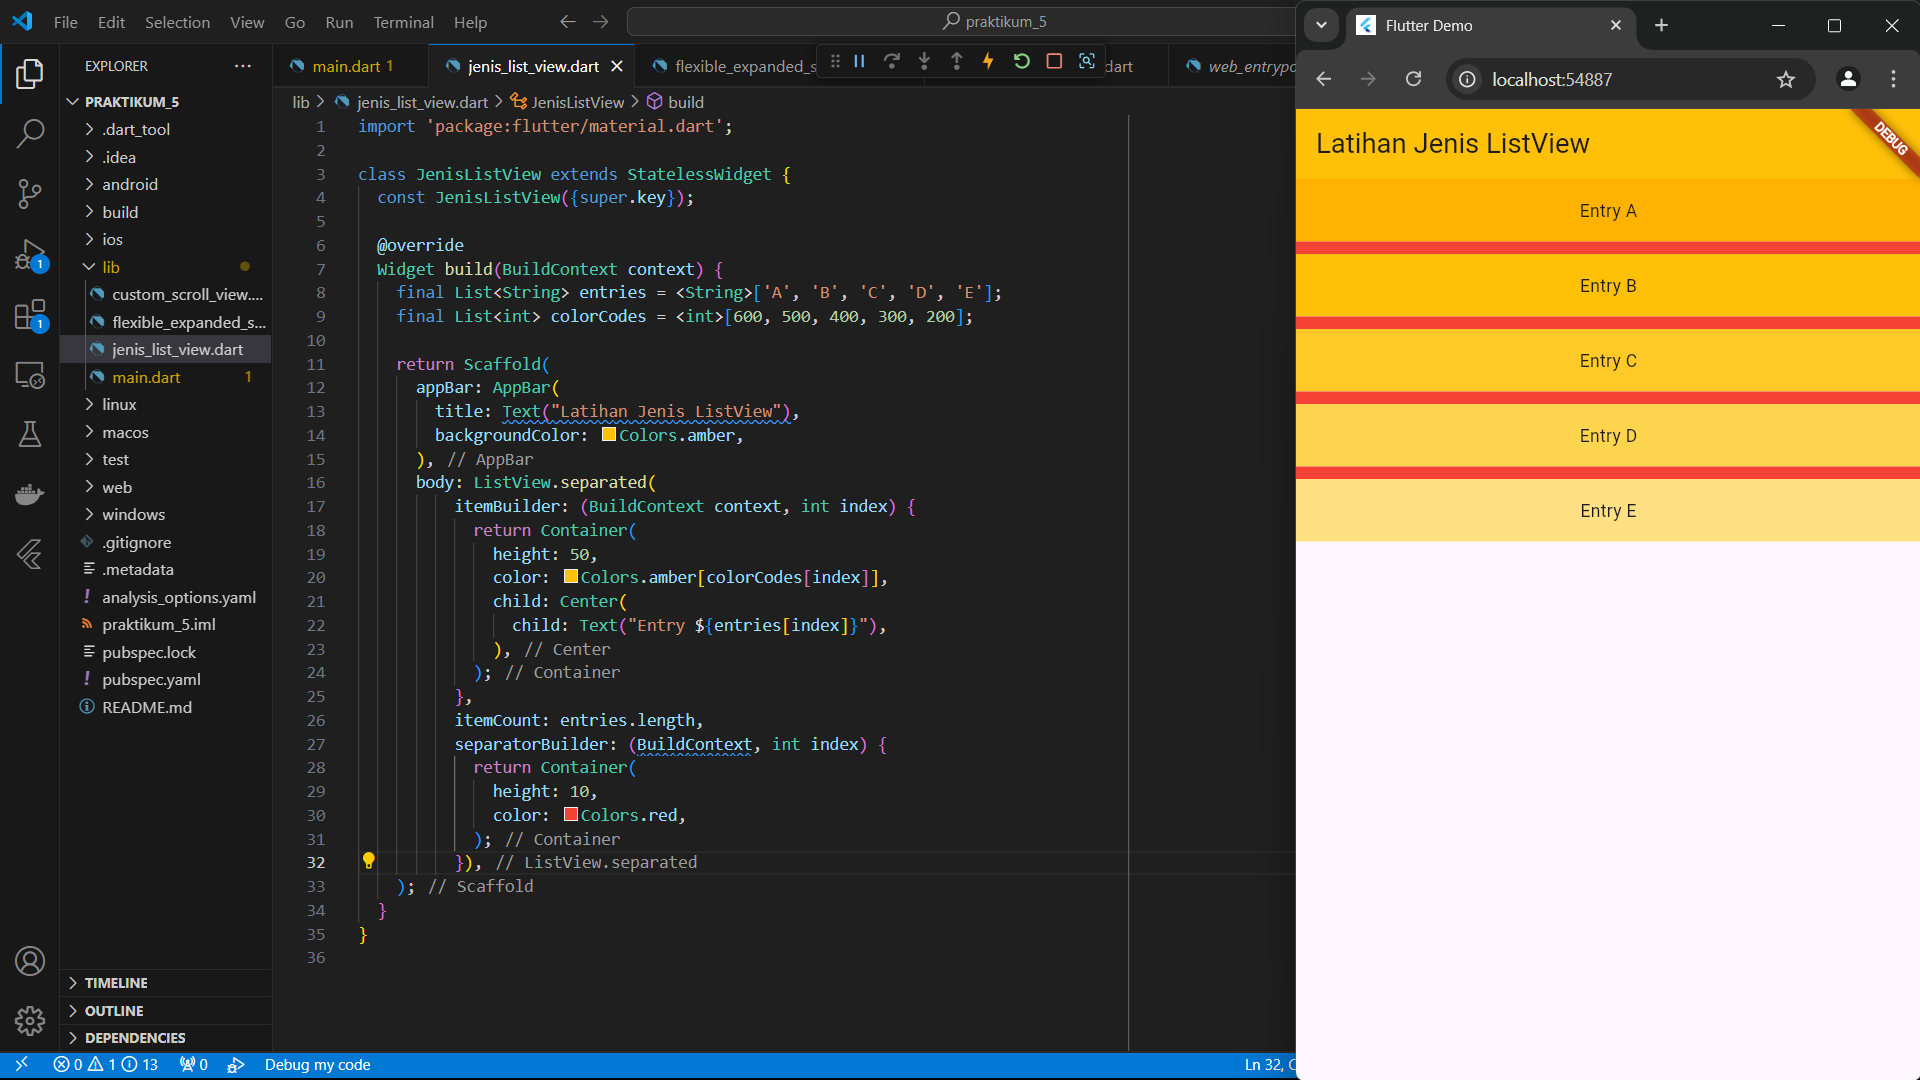 File Edit Selection View Go Run Terminal Help
praktikum_5
EXPLORER
PRAKTIKUM_5
.dart_tool
.idea
android
build
ios
lib
custom_scroll_view....
flexible_expanded_s...
jenis_list_view.dart
main.dart 1
linux
macos
test
web
windows
.gitignore
.metadata
analysis_options.yaml
praktikum_5.iml
pubspec.lock
pubspec.yaml
README.md
TIMELINE
OUTLINE
DEPENDENCIES
1
1
main.dart 1
jenis_list_view.dart
flexible_expanded_s
dart
web_entrypo
lib > jenis_list_view.dart > JenisListView > build
1 import 'package:flutter/material.dart';
2
3 class JenisListView extends StatelessWidget {
4 const JenisListView({super.key});
5
6 @override
7 Widget build(BuildContext context) {
8 final List<String> entries = <String>['A', 'B', 'C', 'D', 'E'];
9 final List<int> colorCodes = <int>[600, 500, 400, 300, 200];
10
11 return Scaffold(
12 appBar: AppBar(
13 title: Text("Latihan Jenis ListView"),
14 backgroundColor: Colors.amber,
15 ), // AppBar
16 body: ListView.separated(
17 itemBuilder: (BuildContext context, int index) {
18 return Container(
19 height: 50,
20 color: Colors.amber[colorCodes[index]],
21 child: Center(
22 child: Text("Entry ${entries[index]}"),
23 ), // Center
24 ); // Container
25 },
26 itemCount: entries.length,
27 separatorBuilder: (BuildContext, int index) {
28 return Container(
29 height: 10,
30 color: Colors.red,
31 ); // Container
32 }), // ListView.separated
33 ); // Scaffold
34 }
35 }
36
0 1 13 0 Debug my code
Ln 32, C
Flutter Demo
localhost:54887
Latihan Jenis ListView
DEBUG
Entry A
Entry B
Entry C
Entry D
Entry E